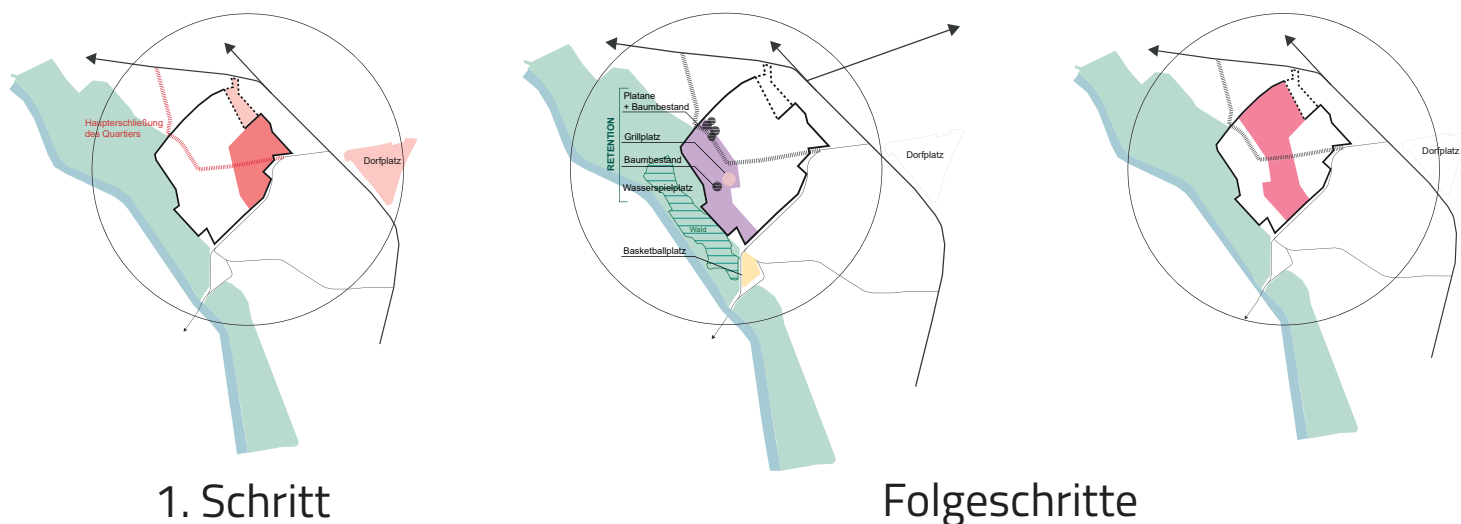 Haupterschließung
des Quartiers
Dorfplatz
1. Schritt
RETENTION
Platane
+ Baumbestand
Grillplatz
Baumbestand
Wasserspielplatz
Wald
Basketballplatz
Dorfplatz
Dorfplatz
Folgeschritte